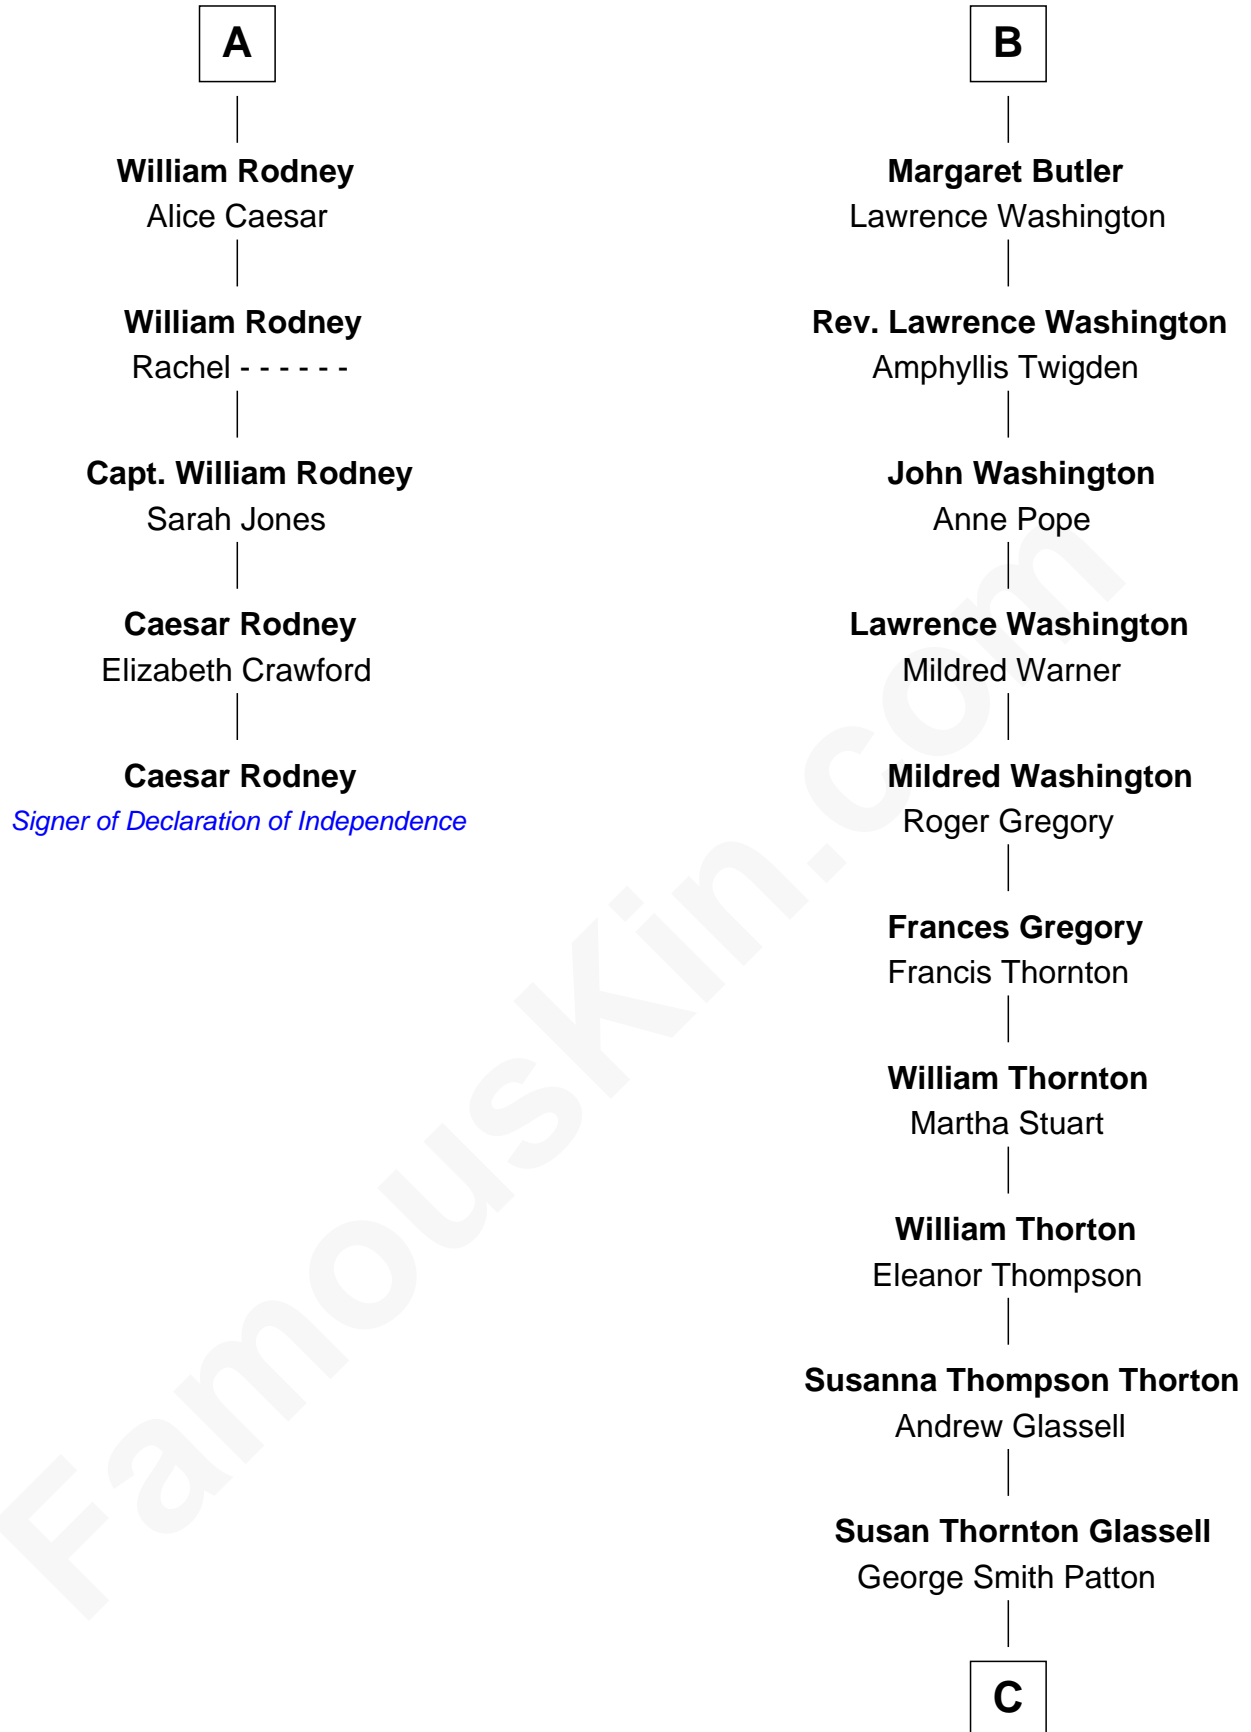 A
William Rodney
Alice Caesar
William Rodney
Rachel - - - - - -
Capt. William Rodney
Sarah Jones
Caesar Rodney
Elizabeth Crawford
Caesar Rodney
Signer of Declaration of Independence
B
Margaret Butler
Lawrence Washington
Rev. Lawrence Washington
Amphyllis Twigden
John Washington
Anne Pope
Lawrence Washington
Mildred Warner
Mildred Washington
Roger Gregory
Frances Gregory
Francis Thornton
William Thornton
Martha Stuart
William Thorton
Eleanor Thompson
Susanna Thompson Thorton
Andrew Glassell
Susan Thornton Glassell
George Smith Patton
C
FamousKin.com